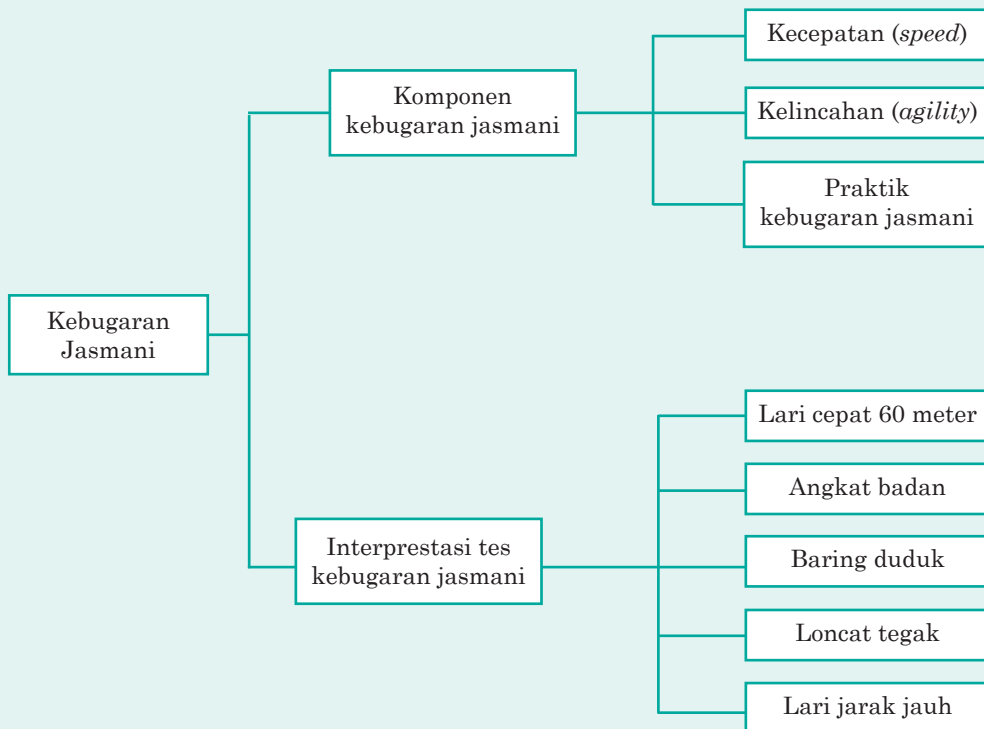 Kebugaran
Jasmani
Komponen
kebugaran jasmani
Kecepatan (speed)
Kelincahan (agility)
Praktik
kebugaran jasmani
Interprestasi tes
kebugaran jasmani
Lari cepat 60 meter
Angkat badan
Baring duduk
Loncat tegak
Lari jarak jauh